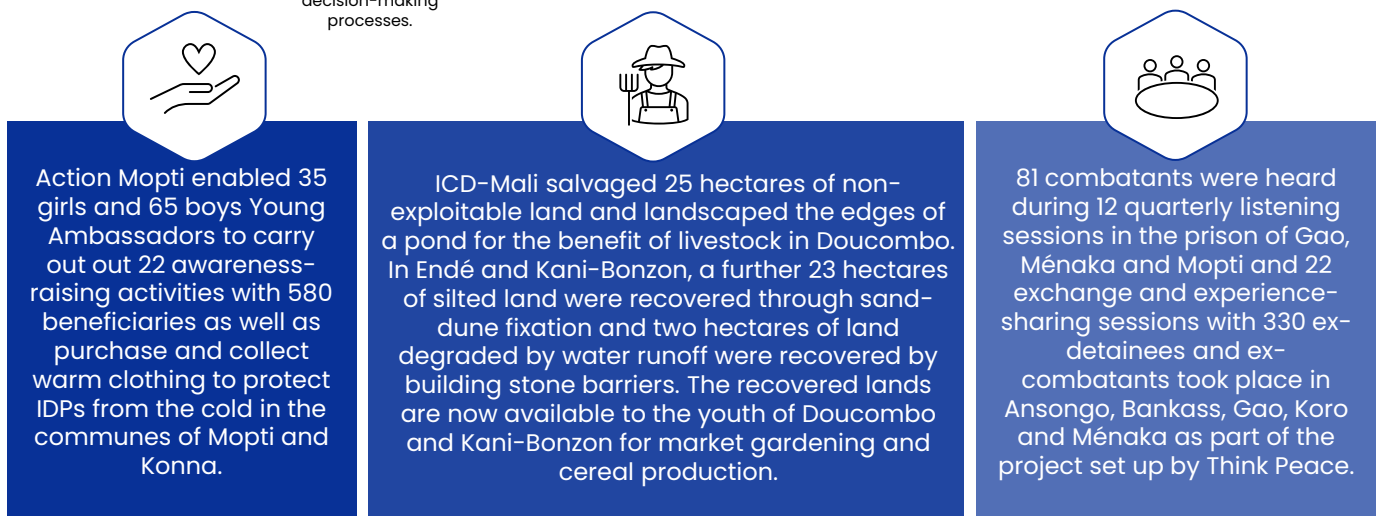 decision-making
processes.
Action Mopti enabled 35
girls and 65 boys Young
Ambassadors to carry
out out 22 awareness-
raising activities with 580
beneficiaries as well as
purchase and collect
warm clothing to protect
IDPs from the cold in the
communes of Mopti and
Konna.
ICD-Mali salvaged 25 hectares of non-
exploitable land and landscaped the edges of
a pond for the benefit of livestock in Doucombo.
In Endé and Kani-Bonzon, a further 23 hectares
of silted land were recovered through sand-
dune fixation and two hectares of land
degraded by water runoff were recovered by
building stone barriers. The recovered lands
are now available to the youth of Doucombo
and Kani-Bonzon for market gardening and
cereal production.
81 combatants were heard
during 12 quarterly listening
sessions in the prison of Gao,
Ménaka and Mopti and 22
exchange and experience-
sharing sessions with 330 ex-
detainees and ex-
combatants took place in
Ansongo, Bankass, Gao, Koro
and Ménaka as part of the
project set up by Think Peace.